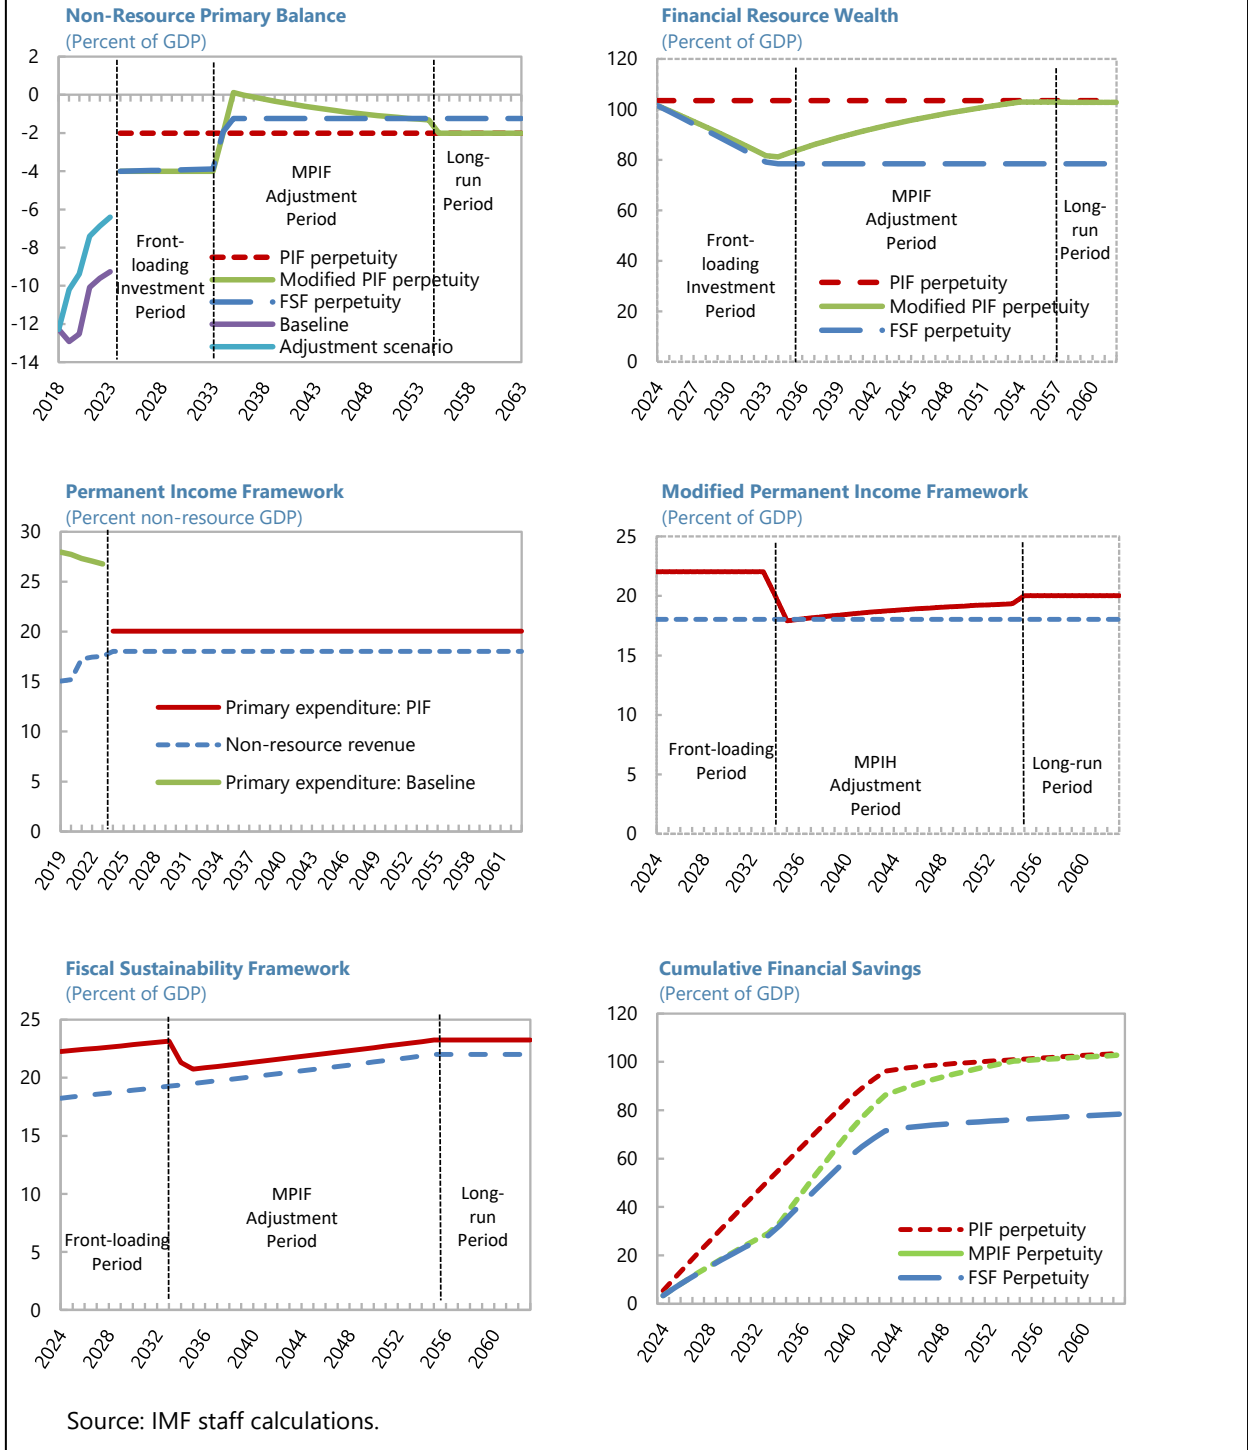 Non-Resource Primary Balance
(Percent of GDP)
2
0
-2
-4
-6
-8
-10
-12
-14
Front-
loading
Investment
Period
MPIF
Adjustment
Period
Long-
run
Period
PIF perpetuity
Modified PIF perpetuity
FSF perpetuity
Baseline
Adjustment scenario
2018
2023
2028
2033
2038
2043
2048
2053
2058
2063
Financial Resource Wealth
(Percent of GDP)
120
100
80
60
40
20
0
Front-
loading
Investment
Period
MPIF
Adjustment
Period
Long-
run
Period
PIF perpetuity
Modified PIF perpetuity
FSF perpetuity
2024
2027
2030
2033
2036
2039
2042
2045
2048
2051
2054
2057
2060
Permanent Income Framework
(Percent non-resource GDP)
30
25
20
15
10
5
0
Primary expenditure: PIF
Non-resource revenue
Primary expenditure: Baseline
2019
2022
2025
2028
2031
2034
2037
2040
2043
2046
2049
2052
2055
2058
2061
Modified Permanent Income Framework
(Percent of GDP)
25
20
15
10
5
0
Front-loading
Period
MPIH
Adjustment
Period
Long-run
Period
2024
2028
2032
2036
2040
2044
2048
2052
2056
2060
Fiscal Sustainability Framework
(Percent of GDP)
25
20
15
10
5
0
Front-loading
Period
MPIF
Adjustment
Period
Long-
run
Period
2024
2028
2032
2036
2040
2044
2048
2052
2056
2060
Cumulative Financial Savings
(Percent of GDP)
120
100
80
60
40
20
0
PIF perpetuity
MPIF Perpetuity
FSF Perpetuity
2024
2028
2032
2036
2040
2044
2048
2052
2056
2060
Source: IMF staff calculations.